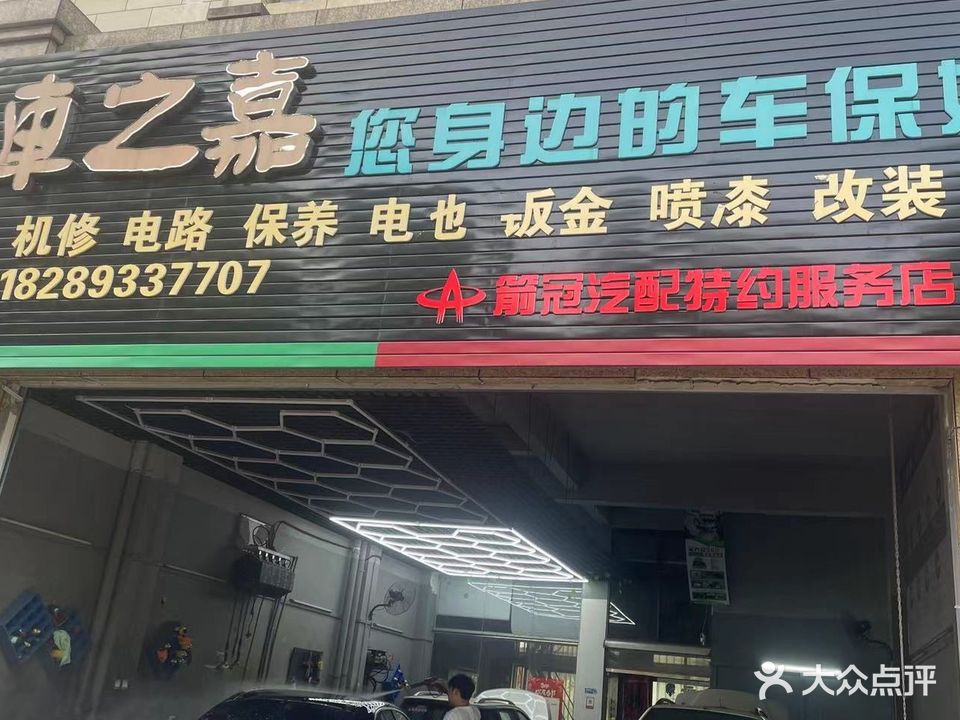 車之嘉 您身边的车保
机修 电路 保养 电也 钣金 喷漆 改装
18289337707
箭冠汽配特约服务店
大众点评